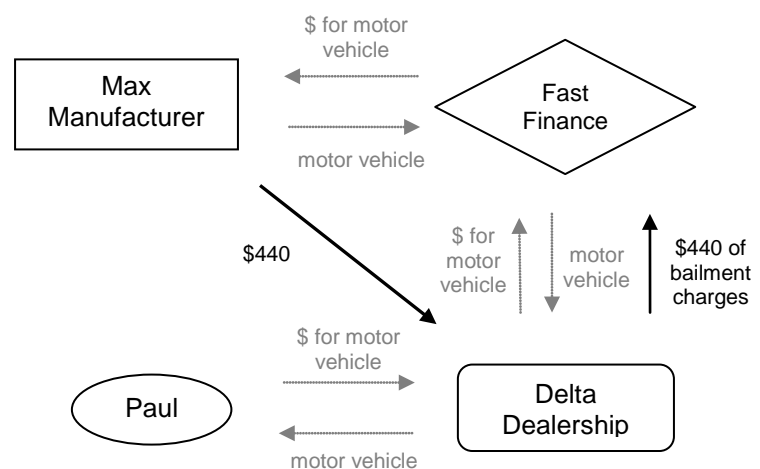 $ for motor
vehicle
Max
Manufacturer
Fast
Finance
motor vehicle
$440
$ for
motor
vehicle
motor
vehicle
$440 of
bailment
charges
$ for motor
vehicle
Paul
Delta
Dealership
motor vehicle